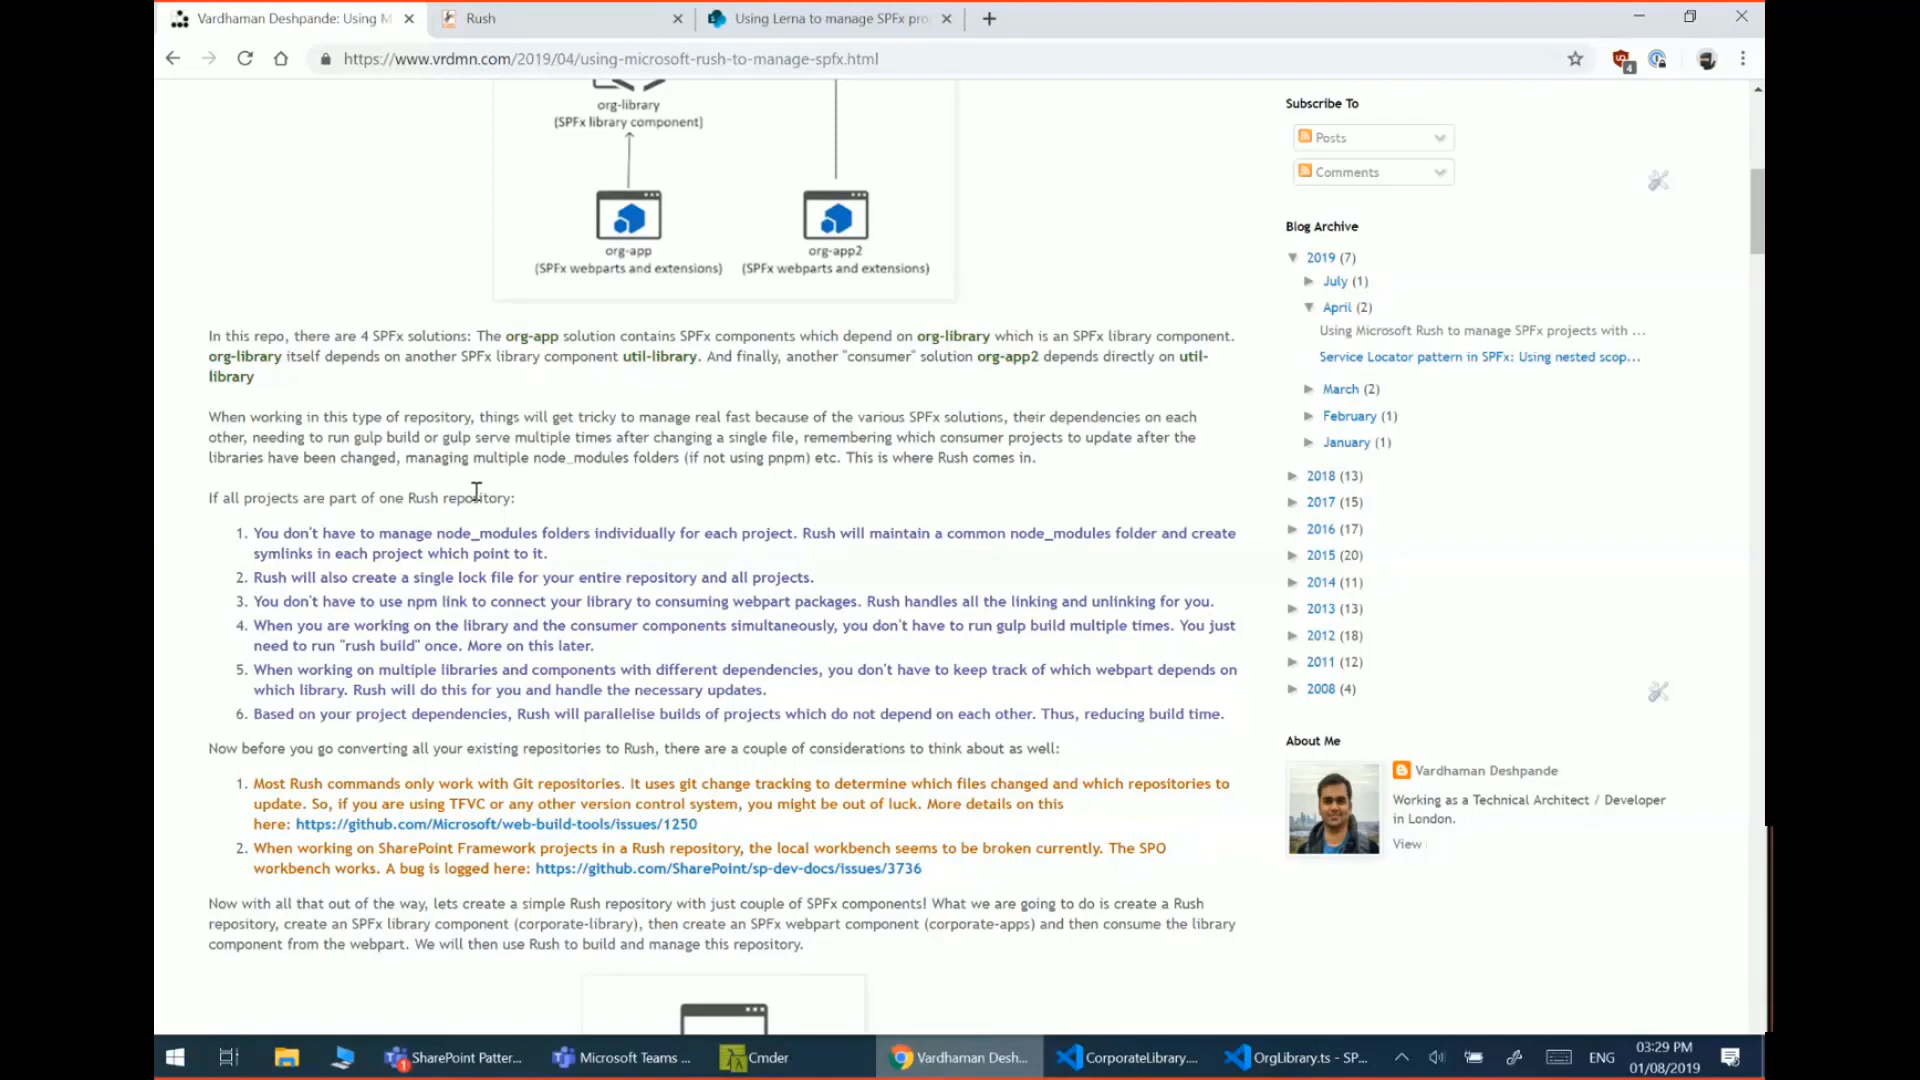 Vardhaman Deshpande: Using M
Rush
Using Lerna to manage SPFx pro
https://www.vrdmn.com/2019/04/using-microsoft-rush-to-manage-spfx.html
4
org-library
(SPFx library component)
org-app
(SPFx webparts and extensions)
org-app2
(SPFx webparts and extensions)
In this repo, there are 4 SPFx solutions: The org-app solution contains SPFx components which depend on org-library which is an SPFx library component.
org-library itself depends on another SPFx library component util-library. And finally, another "consumer" solution org-app2 depends directly on util-
library
When working in this type of repository, things will get tricky to manage real fast because of the various SPFx solutions, their dependencies on each
other, needing to run gulp build or gulp serve multiple times after changing a single file, remembering which consumer projects to update after the
libraries have been changed, managing multiple node_modules folders (if not using pnpm) etc. This is where Rush comes in.
If all projects are part of one Rush repository:
1. You don't have to manage node_modules folders individually for each project. Rush will maintain a common node_modules folder and create
symlinks in each project which point to it.
2. Rush will also create a single lock file for your entire repository and all projects.
3. You don't have to use npm link to connect your library to consuming webpart packages. Rush handles all the linking and unlinking for you.
4. When you are working on the library and the consumer components simultaneously, you don't have to run gulp build multiple times. You just
need to run "rush build" once. More on this later.
5. When working on multiple libraries and components with different dependencies, you don't have to keep track of which webpart depends on
which library. Rush will do this for you and handle the necessary updates.
6. Based on your project dependencies, Rush will parallelise builds of projects which do not depend on each other. Thus, reducing build time.
Now before you go converting all your existing repositories to Rush, there are a couple of considerations to think about as well:
1. Most Rush commands only work with Git repositories. It uses git change tracking to determine which files changed and which repositories to
update. So, if you are using TFVC or any other version control system, you might be out of luck. More details on this
here: https://github.com/Microsoft/web-build-tools/issues/1250
2. When working on SharePoint Framework projects in a Rush repository, the local workbench seems to be broken currently. The SPO
workbench works. A bug is logged here: https://github.com/SharePoint/sp-dev-docs/issues/3736
Now with all that out of the way, lets create a simple Rush repository with just couple of SPFx components! What we are going to do is create a Rush
repository, create an SPFx library component (corporate-library), then create an SPFx webpart component (corporate-apps) and then consume the library
component from the webpart. We will then use Rush to build and manage this repository.
Subscribe To
Posts
Comments
Blog Archive
▼ 2019 (7)
► July (1)
▼ April (2)
Using Microsoft Rush to manage SPFx projects with ...
Service Locator pattern in SPFx: Using nested scop...
► March (2)
► February (1)
► January (1)
► 2018 (13)
► 2017 (15)
► 2016 (17)
► 2015 (20)
► 2014 (11)
► 2013 (13)
► 2012 (18)
► 2011 (12)
► 2008 (4)
About Me
Vardhaman Deshpande
Working as a Technical Architect / Developer
in London.
View
1
SharePoint Patter...
Microsoft Teams ...
Cmder
Vardhaman Desh...
CorporateLibrary....
OrgLibrary.ts - SP...
ENG
03:29 PM
01/08/2019